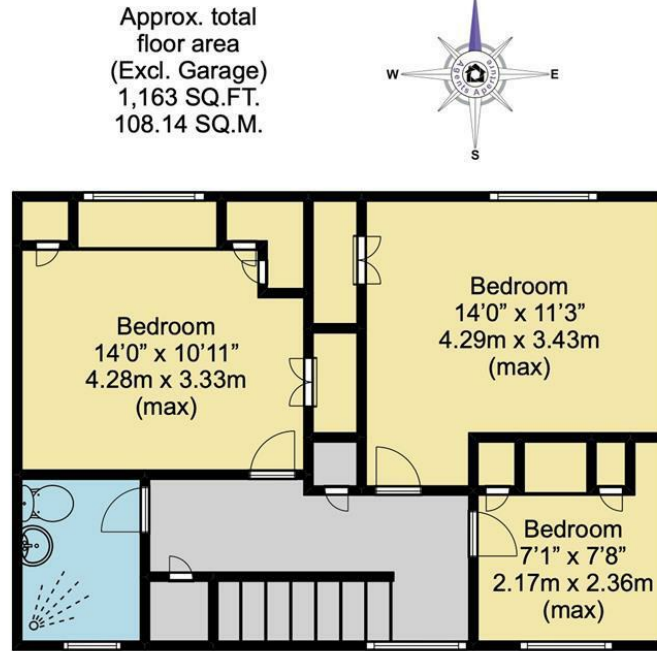 Approx. total
floor area
(Excl. Garage)
1,163 SQ.FT.
108.14 SQ.M.
W
E
S
Agents Aperture
Bedroom
14'0" x 10'11"
4.28m x 3.33m
(max)
Bedroom
14'0" x 11'3"
4.29m x 3.43m
(max)
Bedroom
7'1" x 7'8"
2.17m x 2.36m
(max)